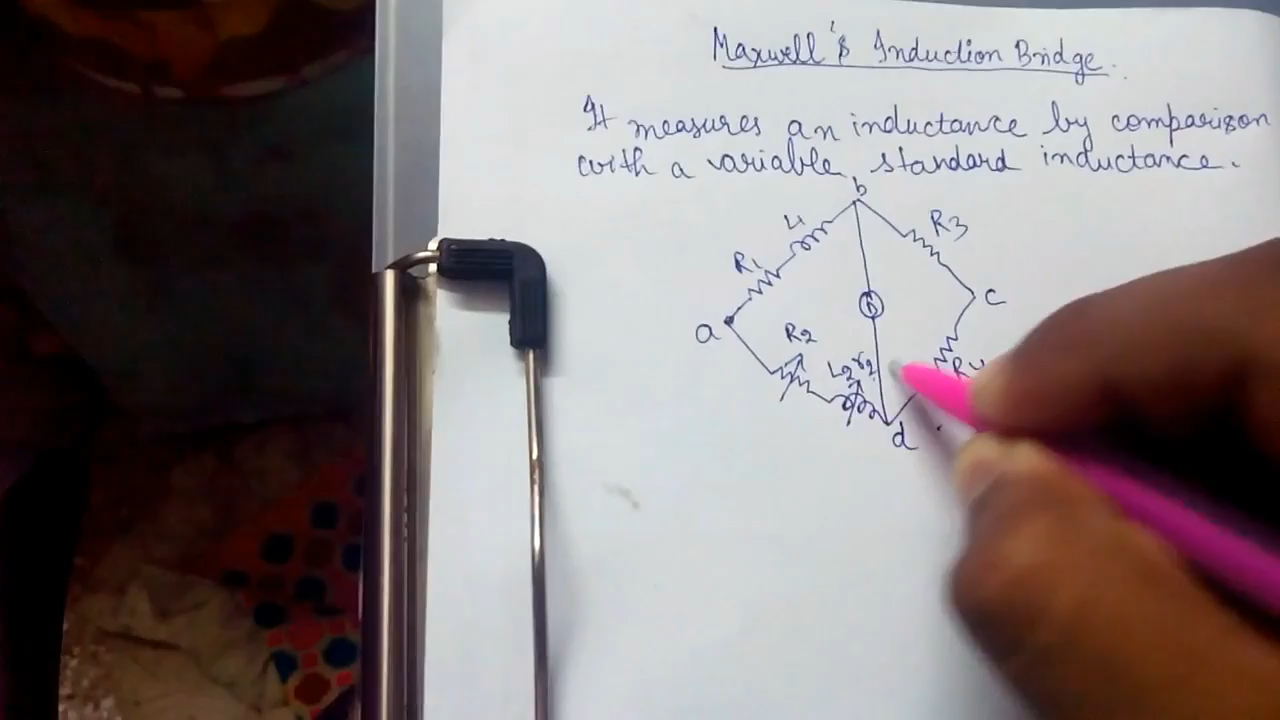 Maxwell's Induction Bridge.
It measures an inductance by comparison
with a variable standard inductance.
b
L1
R3
R1
c
a
R2
L2 r2
R4
d